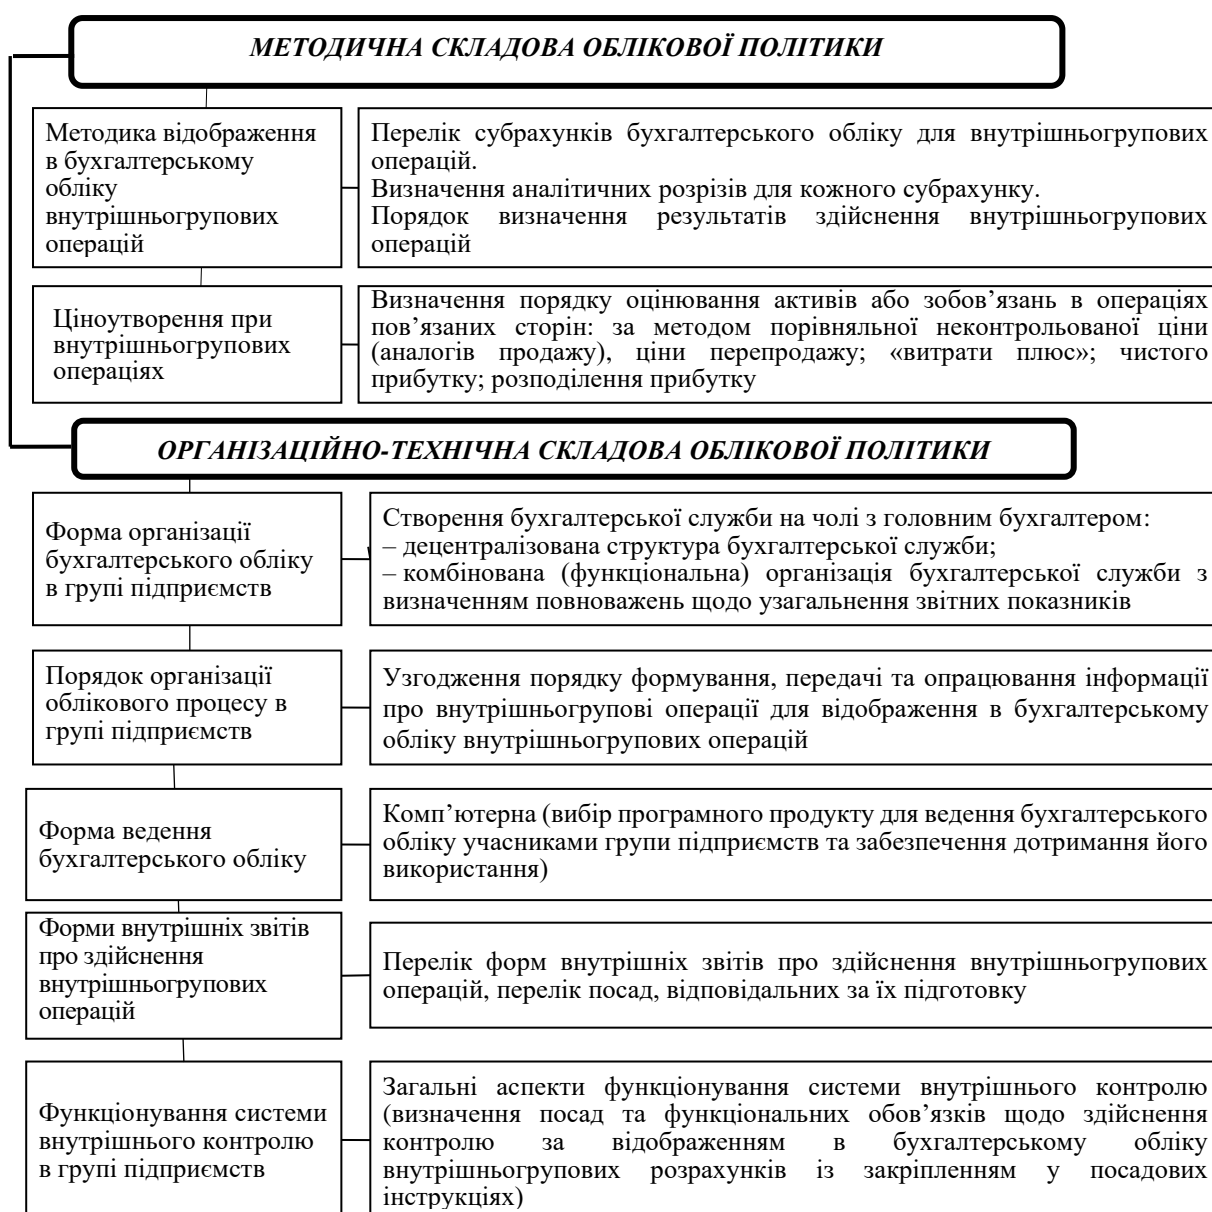 МЕТОДИЧНА СКЛАДОВА ОБЛІКОВОЇ ПОЛІТИКИ
Методика відображення
в бухгалтерському
обліку
внутрішньогрупових
операцій
Перелік субрахунків бухгалтерського обліку для внутрішньогрупових
операцій.
Визначення аналітичних розрізів для кожного субрахунку.
Порядок визначення результатів здійснення внутрішньогрупових
операцій
Ціноутворення при
внутрішньогрупових
операціях
Визначення порядку оцінювання активів або зобов’язань в операціях
пов’язаних сторін: за методом порівняльної неконтрольованої ціни
(аналогів продажу), ціни перепродажу; «витрати плюс»; чистого
прибутку; розподілення прибутку
ОРГАНІЗАЦІЙНО-ТЕХНІЧНА СКЛАДОВА ОБЛІКОВОЇ ПОЛІТИКИ
Форма організації
бухгалтерського обліку
в групі підприємств
Створення бухгалтерської служби на чолі з головним бухгалтером:
– децентралізована структура бухгалтерської служби;
– комбінована (функціональна) організація бухгалтерської служби з
визначенням повноважень щодо узагальнення звітних показників
Порядок організації
облікового процесу в
групі підприємств
Узгодження порядку формування, передачі та опрацювання інформації
про внутрішньогрупові операції для відображення в бухгалтерському
обліку внутрішньогрупових операцій
Форма ведення
бухгалтерського обліку
Комп’ютерна (вибір програмного продукту для ведення бухгалтерського
обліку учасниками групи підприємств та забезпечення дотримання його
використання)
Форми внутрішніх звітів
про здійснення
внутрішньогрупових
операцій
Перелік форм внутрішніх звітів про здійснення внутрішньогрупових
операцій, перелік посад, відповідальних за їх підготовку
Функціонування системи
внутрішнього контролю
в групі підприємств
Загальні аспекти функціонування системи внутрішнього контролю
(визначення посад та функціональних обов’язків щодо здійснення
контролю за відображенням в бухгалтерському обліку
внутрішньогрупових розрахунків із закріпленням у посадових
інструкціях)